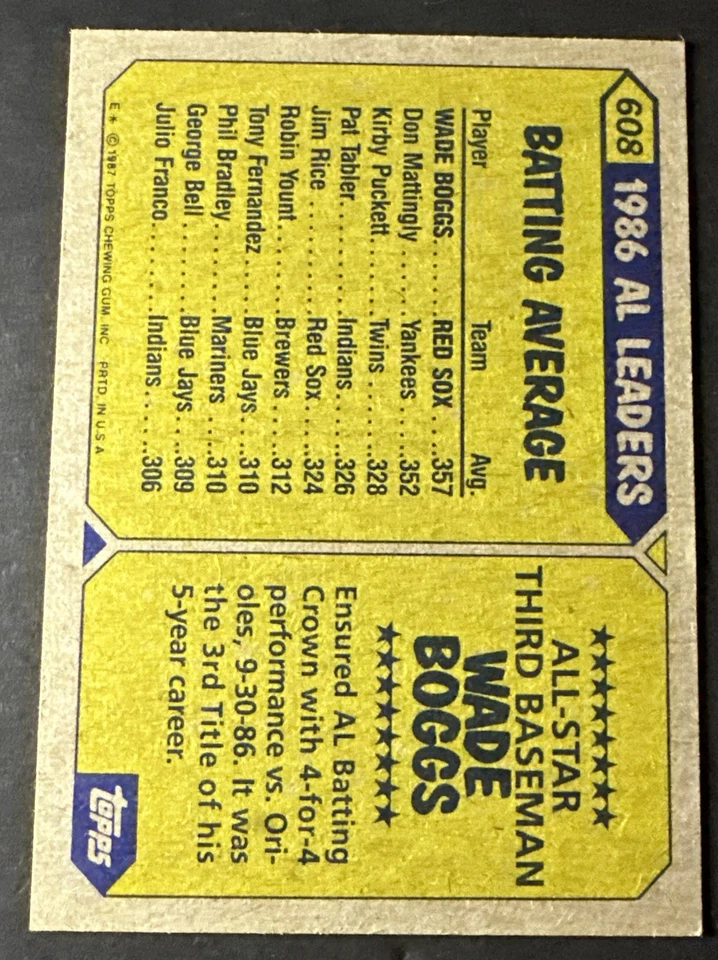 608 1986 AL LEADERS
BATTING AVERAGE
Player Team Avg.
WADE BOGGS......RED SOX ...357
Don Mattingly......Yankees....352
Kirby Puckett........Twins......328
Pat Tabler...........Indians....326
Jim Rice............Red Sox....324
Robin Yount.........Brewers....312
Tony Fernandez....Blue Jays...310
Phil Bradley........Mariners....310
George Bell.........Blue Jays...309
Julio Franco.........Indians.....306
E * © 1987 TOPPS CHEWING GUM, INC. PRTD. IN U.S.A.
ALL-STAR
THIRD BASEMAN
WADE
BOGGS
Ensured AL Batting
Crown with 4-for-4
performance vs. Ori-
oles, 9-30-86. It was
the 3rd Title of his
5-year career.
topps